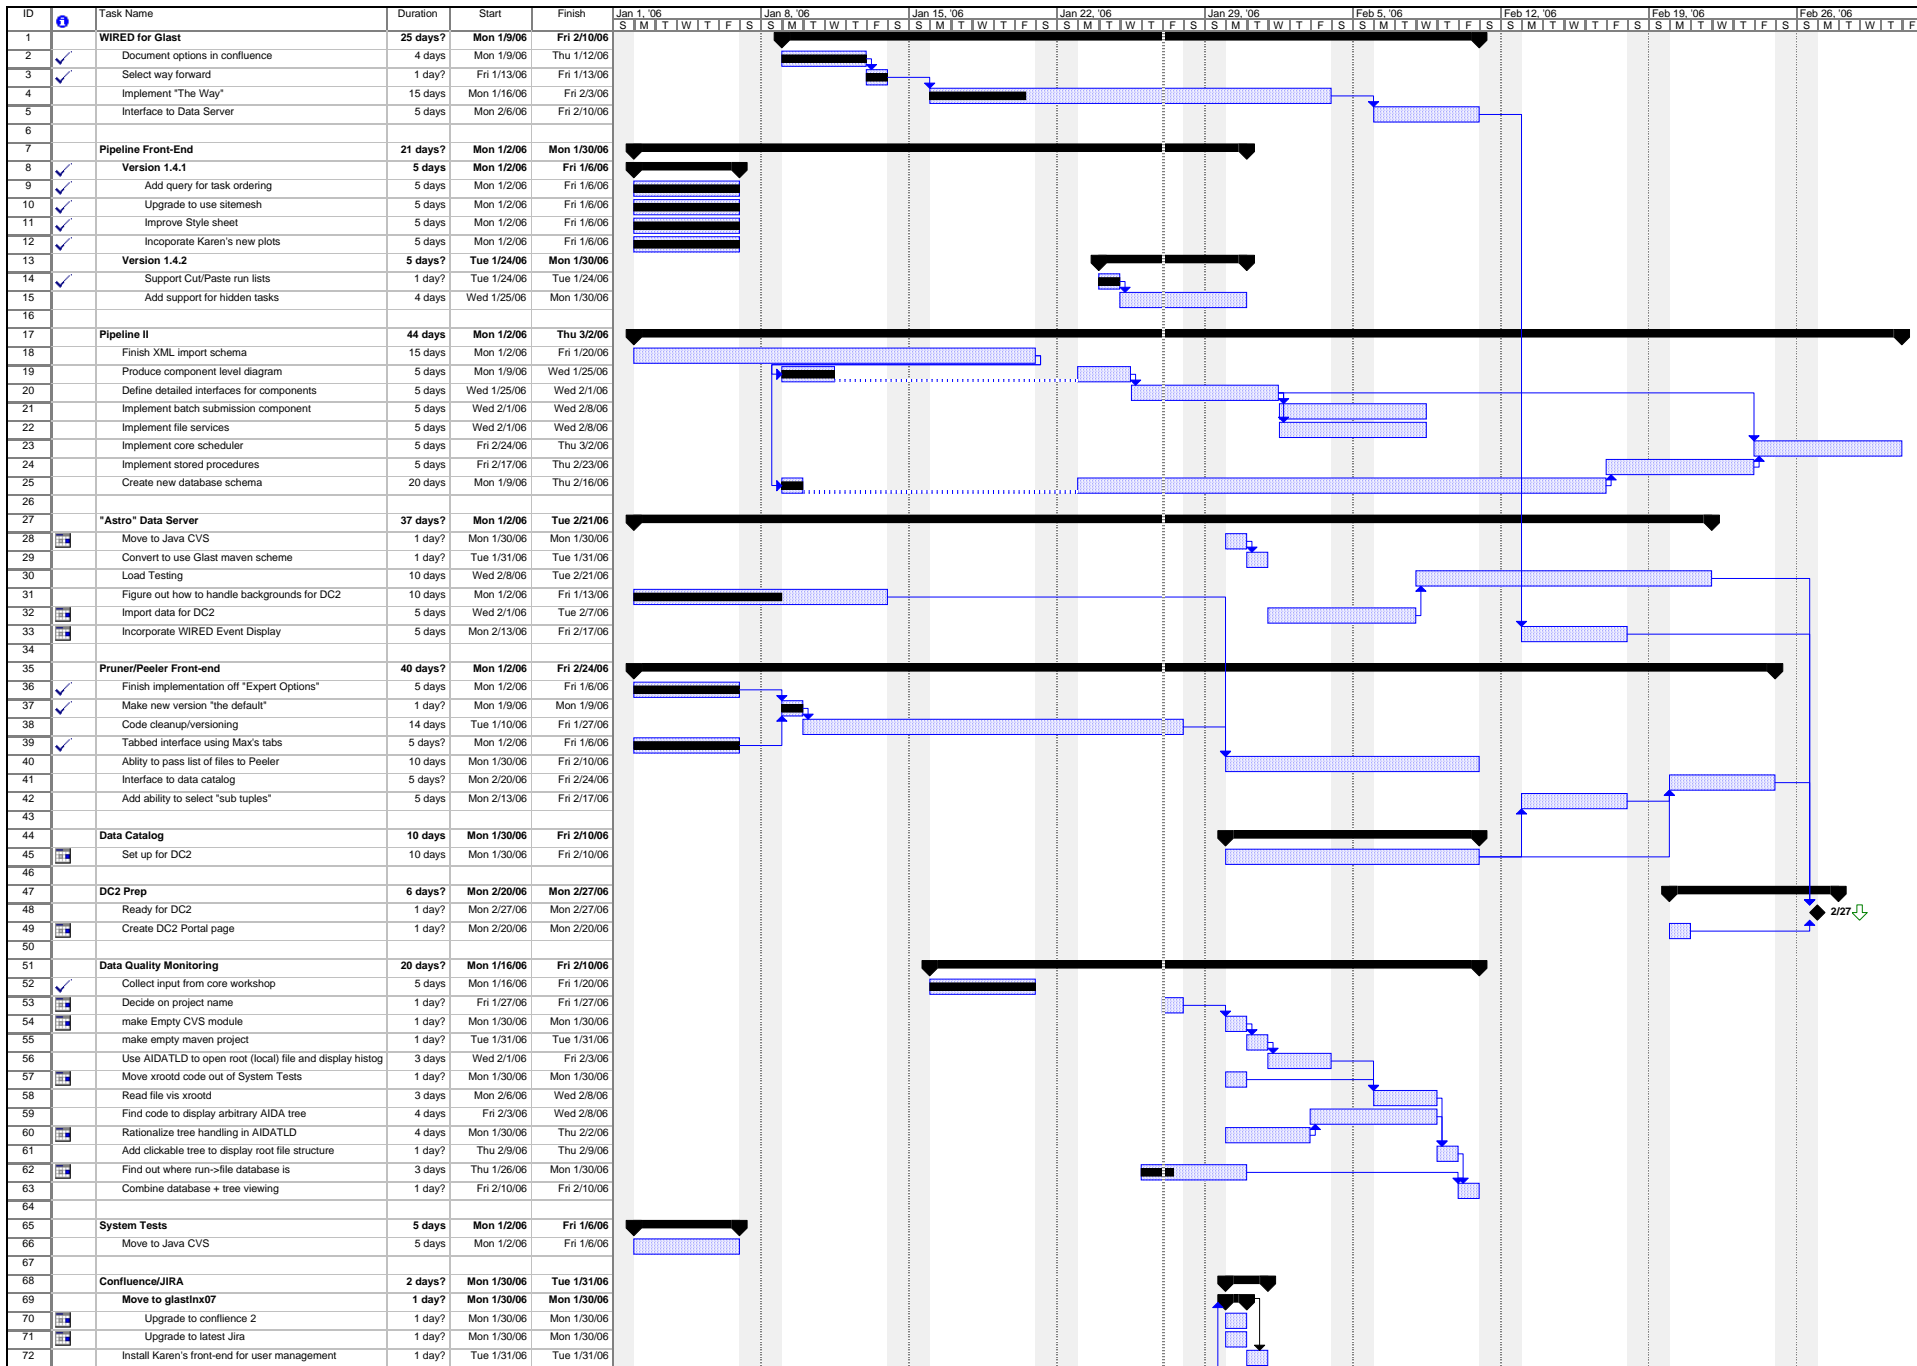 ID Task Name Duration Start Finish Jan 1, '06 Jan 8, '06 Jan 15, '06 Jan 22, '06 Jan 29, '06 Feb 5, '06 Feb 12, '06 Feb 19, '06 Feb 26, '06
S M T W T F S S M T W T F S S M T W T F S S M T W T F S S M T W T F S S M T W T F S S M T W T F S S M T W T F S S M T W T F
1 WIRED for Glast 25 days? Mon 1/9/06 Fri 2/10/06
2 Document options in confluence 4 days Mon 1/9/06 Thu 1/12/06
3 Select way forward 1 day? Fri 1/13/06 Fri 1/13/06
4 Implement "The Way" 15 days Mon 1/16/06 Fri 2/3/06
5 Interface to Data Server 5 days Mon 2/6/06 Fri 2/10/06
6
7 Pipeline Front-End 21 days? Mon 1/2/06 Mon 1/30/06
8 Version 1.4.1 5 days Mon 1/2/06 Fri 1/6/06
9 Add query for task ordering 5 days Mon 1/2/06 Fri 1/6/06
10 Upgrade to use sitemesh 5 days Mon 1/2/06 Fri 1/6/06
11 Improve Style sheet 5 days Mon 1/2/06 Fri 1/6/06
12 Incoporate Karen's new plots 5 days Mon 1/2/06 Fri 1/6/06
13 Version 1.4.2 5 days? Tue 1/24/06 Mon 1/30/06
14 Support Cut/Paste run lists 1 day? Tue 1/24/06 Tue 1/24/06
15 Add support for hidden tasks 4 days Wed 1/25/06 Mon 1/30/06
16
17 Pipeline II 44 days Mon 1/2/06 Thu 3/2/06
18 Finish XML import schema 15 days Mon 1/2/06 Fri 1/20/06
19 Produce component level diagram 5 days Mon 1/9/06 Wed 1/25/06
20 Define detailed interfaces for components 5 days Wed 1/25/06 Wed 2/1/06
21 Implement batch submission component 5 days Wed 2/1/06 Wed 2/8/06
22 Implement file services 5 days Wed 2/1/06 Wed 2/8/06
23 Implement core scheduler 5 days Fri 2/24/06 Thu 3/2/06
24 Implement stored procedures 5 days Fri 2/17/06 Thu 2/23/06
25 Create new database schema 20 days Mon 1/9/06 Thu 2/16/06
26
27 "Astro" Data Server 37 days? Mon 1/2/06 Tue 2/21/06
28 Move to Java CVS 1 day? Mon 1/30/06 Mon 1/30/06
29 Convert to use Glast maven scheme 1 day? Tue 1/31/06 Tue 1/31/06
30 Load Testing 10 days Wed 2/8/06 Tue 2/21/06
31 Figure out how to handle backgrounds for DC2 10 days Mon 1/2/06 Fri 1/13/06
32 Import data for DC2 5 days Wed 2/1/06 Tue 2/7/06
33 Incorporate WIRED Event Display 5 days Mon 2/13/06 Fri 2/17/06
34
35 Pruner/Peeler Front-end 40 days? Mon 1/2/06 Fri 2/24/06
36 Finish implementation off "Expert Options" 5 days Mon 1/2/06 Fri 1/6/06
37 Make new version "the default" 1 day? Mon 1/9/06 Mon 1/9/06
38 Code cleanup/versioning 14 days Tue 1/10/06 Fri 1/27/06
39 Tabbed interface using Max's tabs 5 days? Mon 1/2/06 Fri 1/6/06
40 Ablity to pass list of files to Peeler 10 days Mon 1/30/06 Fri 2/10/06
41 Interface to data catalog 5 days? Mon 2/20/06 Fri 2/24/06
42 Add ability to select "sub tuples" 5 days Mon 2/13/06 Fri 2/17/06
43
44 Data Catalog 10 days Mon 1/30/06 Fri 2/10/06
45 Set up for DC2 10 days Mon 1/30/06 Fri 2/10/06
46
47 DC2 Prep 6 days? Mon 2/20/06 Mon 2/27/06
48 Ready for DC2 1 day? Mon 2/27/06 Mon 2/27/06 2/27
49 Create DC2 Portal page 1 day? Mon 2/20/06 Mon 2/20/06
50
51 Data Quality Monitoring 20 days? Mon 1/16/06 Fri 2/10/06
52 Collect input from core workshop 5 days Mon 1/16/06 Fri 1/20/06
53 Decide on project name 1 day? Fri 1/27/06 Fri 1/27/06
54 make Empty CVS module 1 day? Mon 1/30/06 Mon 1/30/06
55 make empty maven project 1 day? Tue 1/31/06 Tue 1/31/06
56 Use AIDATLD to open root (local) file and display histog 3 days Wed 2/1/06 Fri 2/3/06
57 Move xrootd code out of System Tests 1 day? Mon 1/30/06 Mon 1/30/06
58 Read file vis xrootd 3 days Mon 2/6/06 Wed 2/8/06
59 Find code to display arbitrary AIDA tree 4 days Fri 2/3/06 Wed 2/8/06
60 Rationalize tree handling in AIDATLD 4 days Mon 1/30/06 Thu 2/2/06
61 Add clickable tree to display root file structure 1 day? Thu 2/9/06 Thu 2/9/06
62 Find out where run->file database is 3 days Thu 1/26/06 Mon 1/30/06
63 Combine database + tree viewing 1 day? Fri 2/10/06 Fri 2/10/06
64
65 System Tests 5 days Mon 1/2/06 Fri 1/6/06
66 Move to Java CVS 5 days Mon 1/2/06 Fri 1/6/06
67
68 Confluence/JIRA 2 days? Mon 1/30/06 Tue 1/31/06
69 Move to glastlnx07 1 day? Mon 1/30/06 Mon 1/30/06
70 Upgrade to conflience 2 1 day? Mon 1/30/06 Mon 1/30/06
71 Upgrade to latest Jira 1 day? Mon 1/30/06 Mon 1/30/06
72 Install Karen's front-end for user management 1 day? Tue 1/31/06 Tue 1/31/06